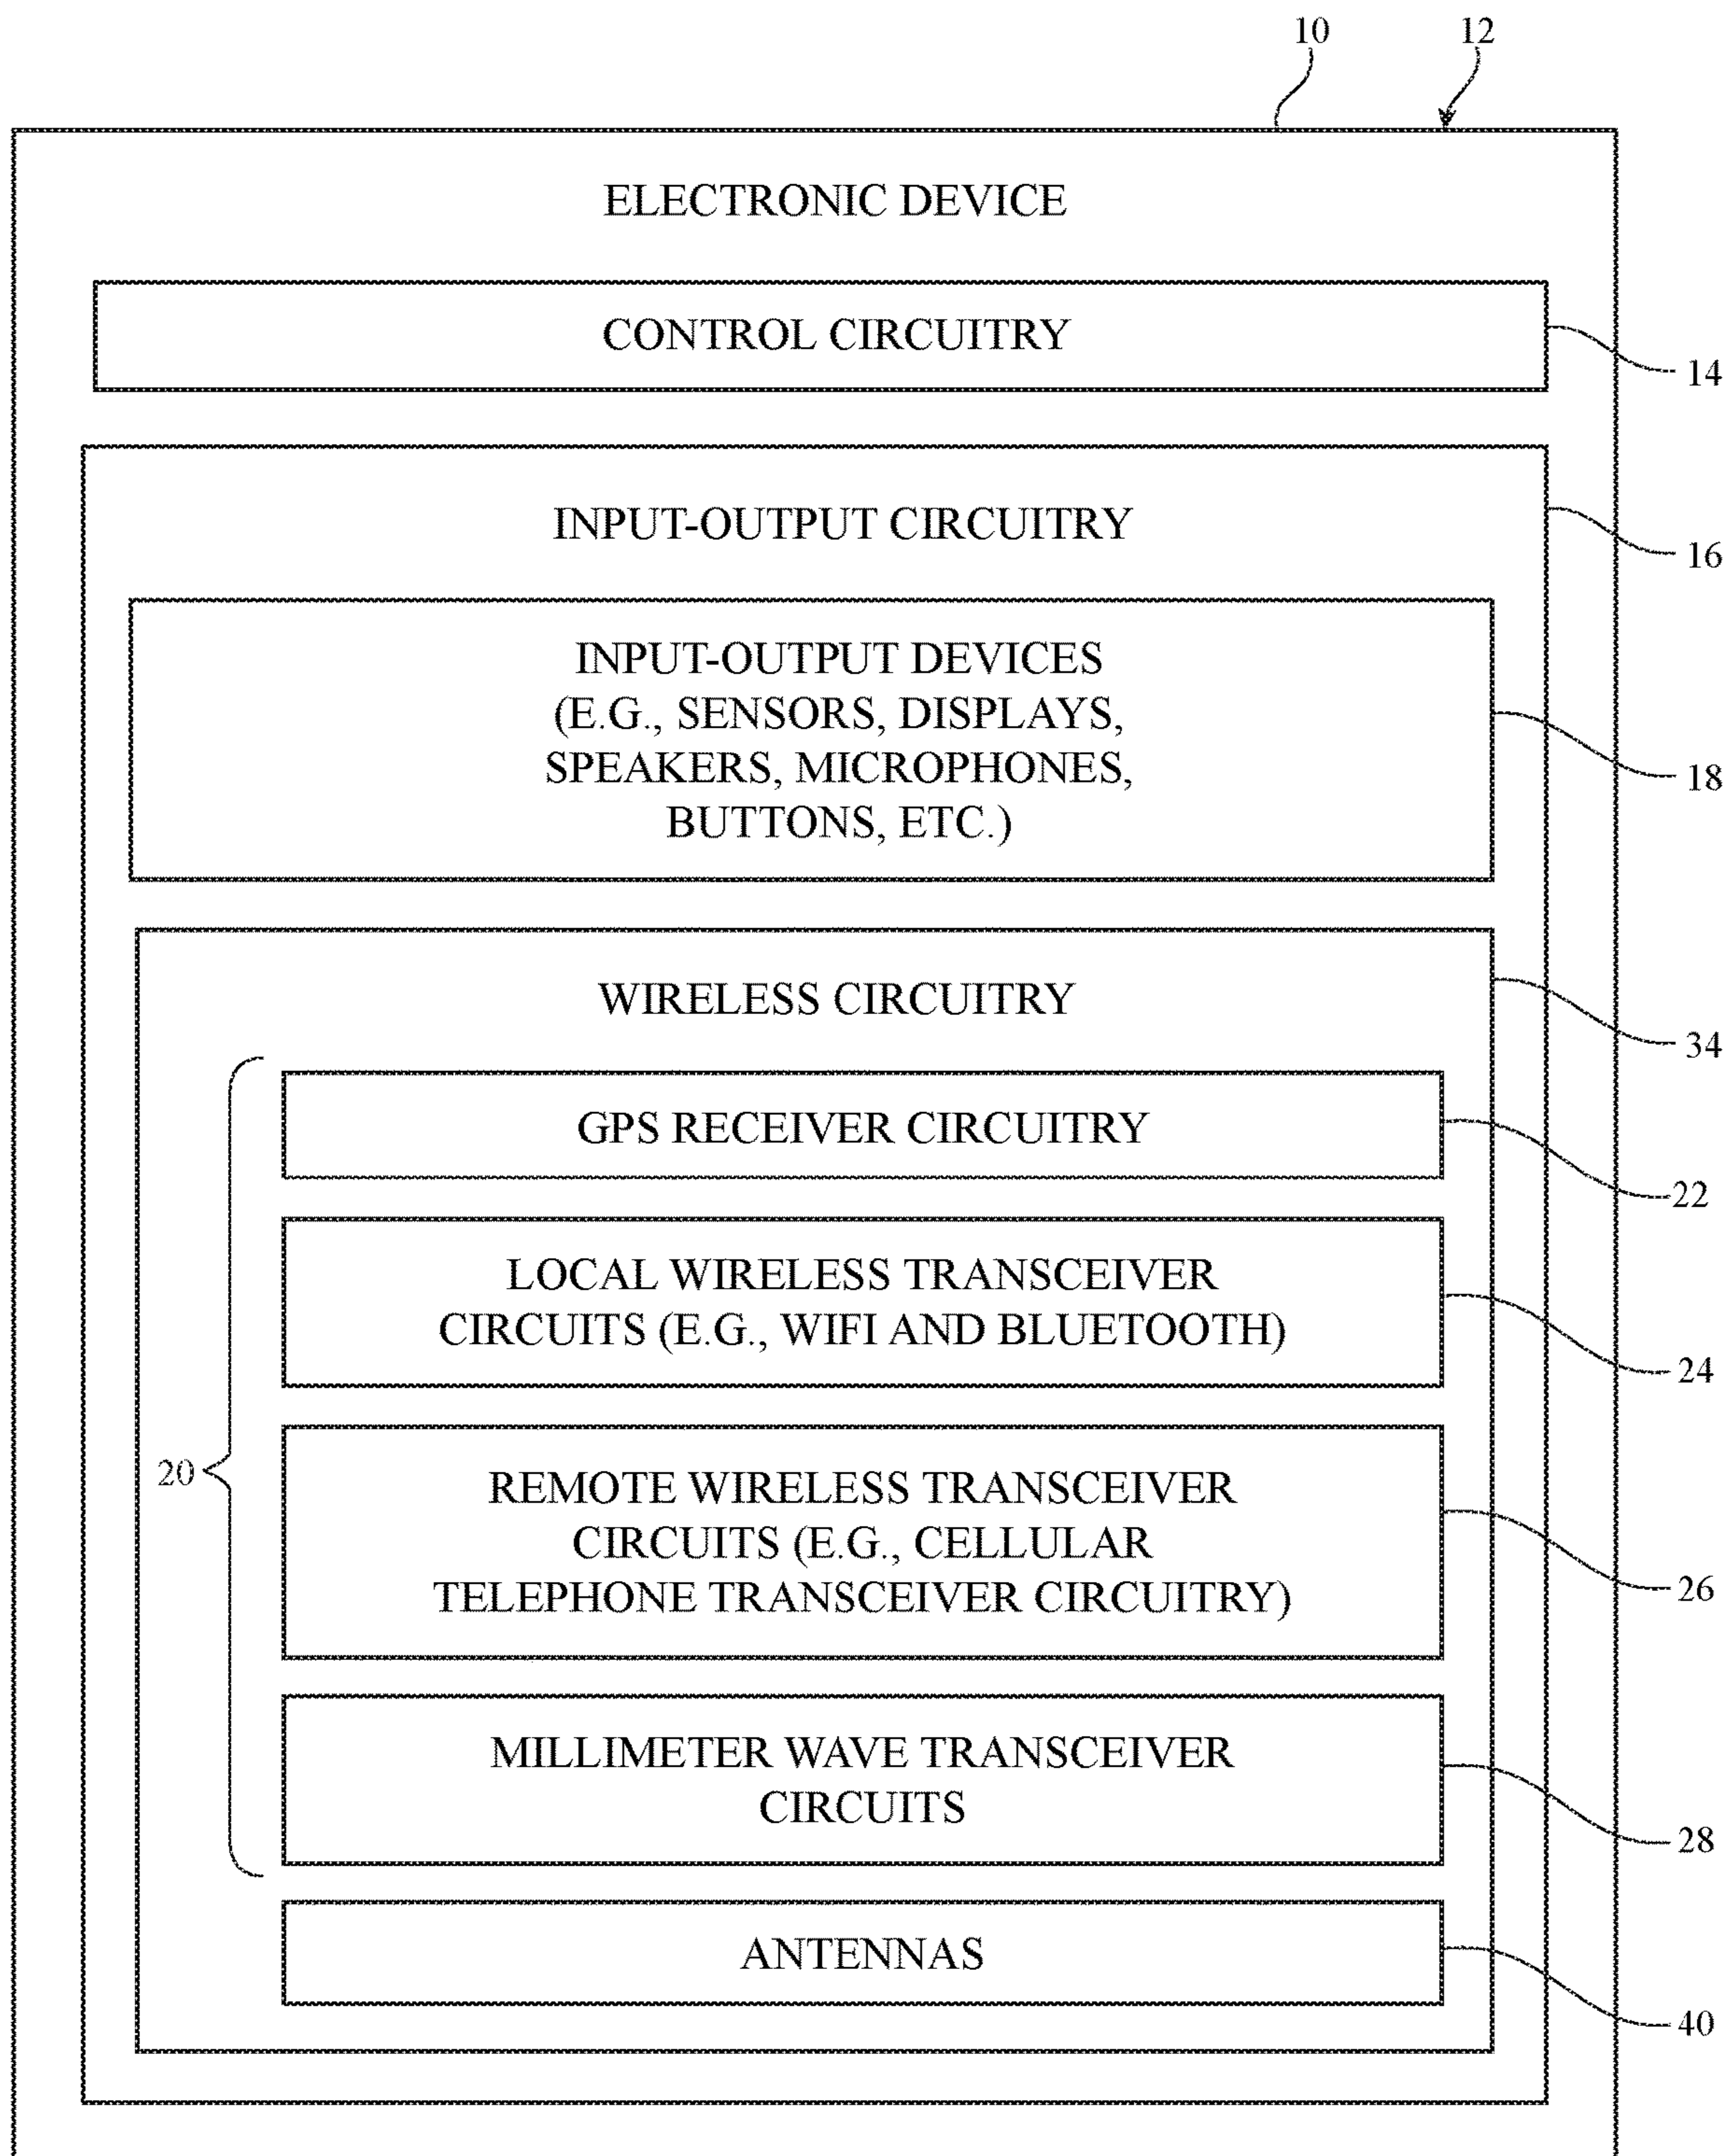 10
12
ELECTRONIC DEVICE
CONTROL CIRCUITRY
14
INPUT-OUTPUT CIRCUITRY
16
INPUT-OUTPUT DEVICES
(E.G., SENSORS, DISPLAYS,
SPEAKERS, MICROPHONES,
BUTTONS, ETC.)
18
WIRELESS CIRCUITRY
34
GPS RECEIVER CIRCUITRY
22
LOCAL WIRELESS TRANSCEIVER
CIRCUITS (E.G., WIFI AND BLUETOOTH)
24
20
REMOTE WIRELESS TRANSCEIVER
CIRCUITS (E.G., CELLULAR
TELEPHONE TRANSCEIVER CIRCUITRY)
26
MILLIMETER WAVE TRANSCEIVER
CIRCUITS
28
ANTENNAS
40